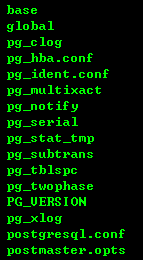 base
global
pg_clog
pg_hba.conf
pg_ident.conf
pg_multixact
pg_notify
pg_serial
pg_stat_tmp
pg_subtrans
pg_tblspc
pg_twophase
PG_VERSION
pg_xlog
postgresql.conf
postmaster.opts